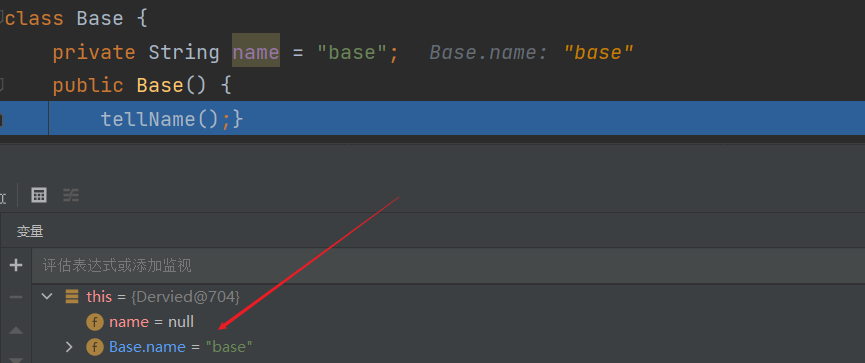 class Base {
private String name = "base"; Base.name: "base"
public Base() {
tellName();}
变量
评估表达式或添加监视
this = {Dervied@704}
name = null
Base.name = "base"